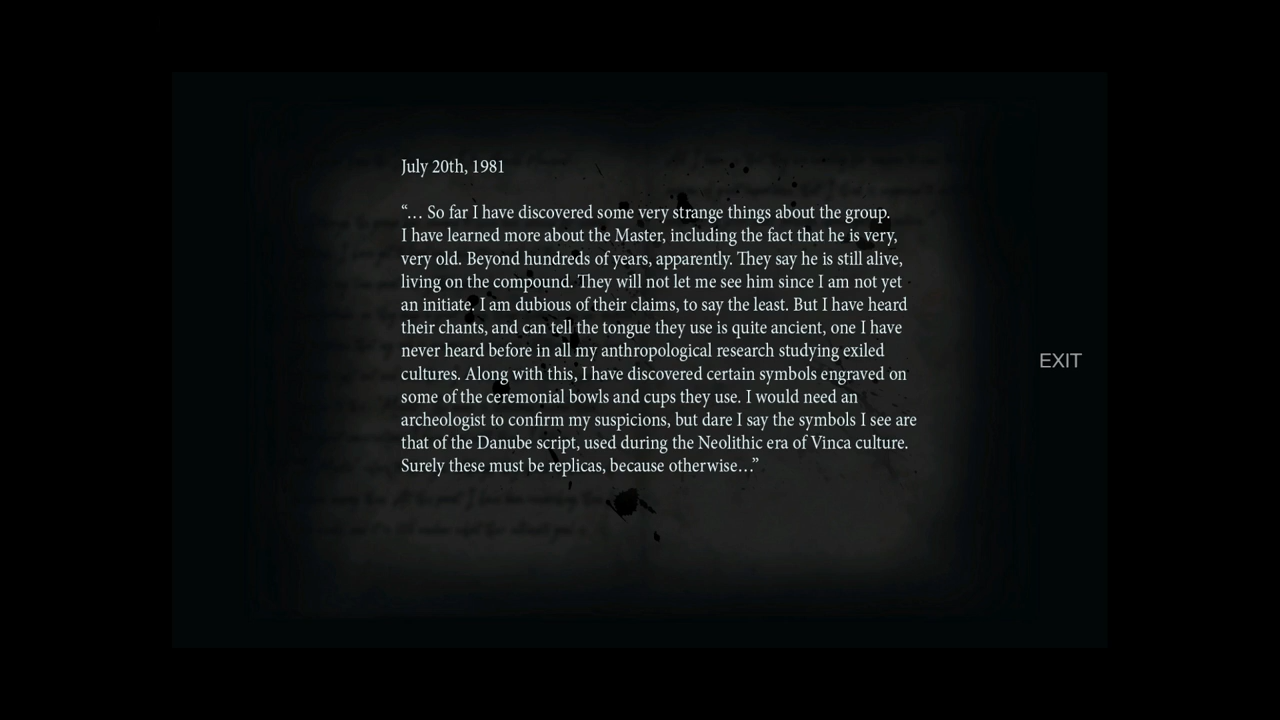 July 20th, 1981
“… So far I have discovered some very strange things about the group.
I have learned more about the Master, including the fact that he is very,
very old. Beyond hundreds of years, apparently. They say he is still alive,
living on the compound. They will not let me see him since I am not yet
an initiate. I am dubious of their claims, to say the least. But I have heard
their chants, and can tell the tongue they use is quite ancient, one I have
never heard before in all my anthropological research studying exiled
cultures. Along with this, I have discovered certain symbols engraved on
some of the ceremonial bowls and cups they use. I would need an
archeologist to confirm my suspicions, but dare I say the symbols I see are
that of the Danube script, used during the Neolithic era of Vinca culture.
Surely these must be replicas, because otherwise…”
EXIT